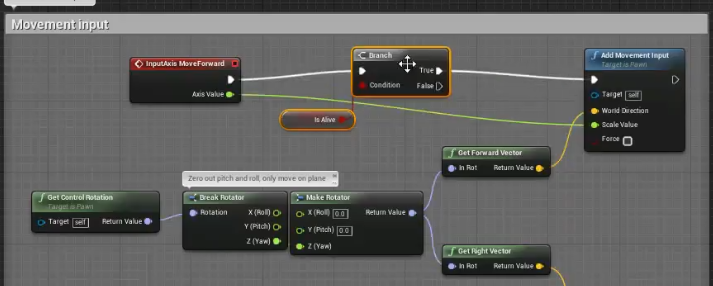 Movement input
InputAxis MoveForward
Axis Value
Branch
True
Condition
False
Is Alive
Add Movement Input
Target is Pawn
Target self
World Direction
Scale Value
Force
Zero out pitch and roll, only move on plane
Get Control Rotation
Target is Pawn
Target self
Return Value
Break Rotator
Rotation
X (Roll)
Y (Pitch)
Z (Yaw)
Make Rotator
X (Roll) 0.0
Return Value
Y (Pitch) 0.0
Z (Yaw)
Get Forward Vector
In Rot
Return Value
Get Right Vector
In Rot
Return Value